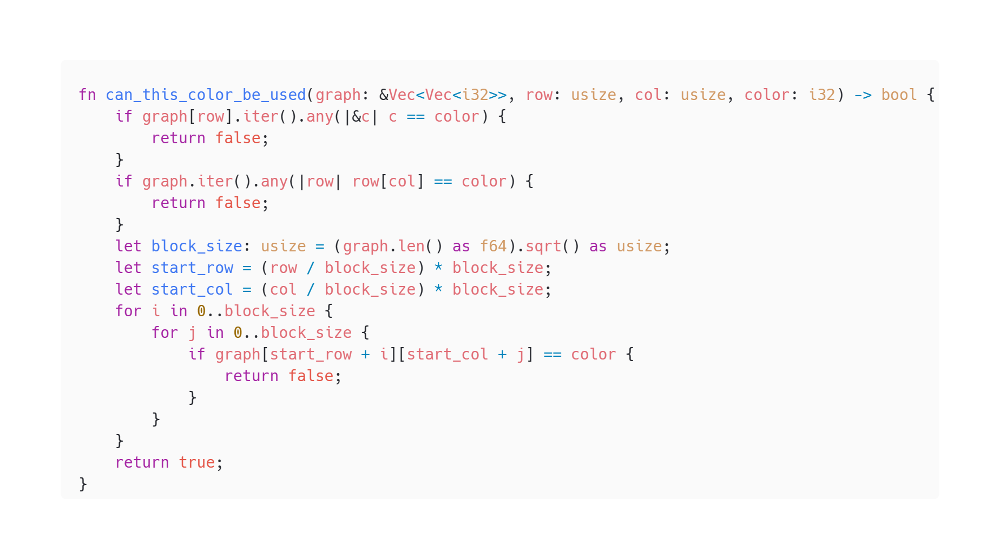 fn can_this_color_be_used(graph: &Vec<Vec<i32>>, row: usize, col: usize, color: i32) -> bool {
    if graph[row].iter().any(|&c| c == color) {
        return false;
    }
    if graph.iter().any(|row| row[col] == color) {
        return false;
    }
    let block_size: usize = (graph.len() as f64).sqrt() as usize;
    let start_row = (row / block_size) * block_size;
    let start_col = (col / block_size) * block_size;
    for i in 0..block_size {
        for j in 0..block_size {
            if graph[start_row + i][start_col + j] == color {
                return false;
            }
        }
    }
    return true;
}